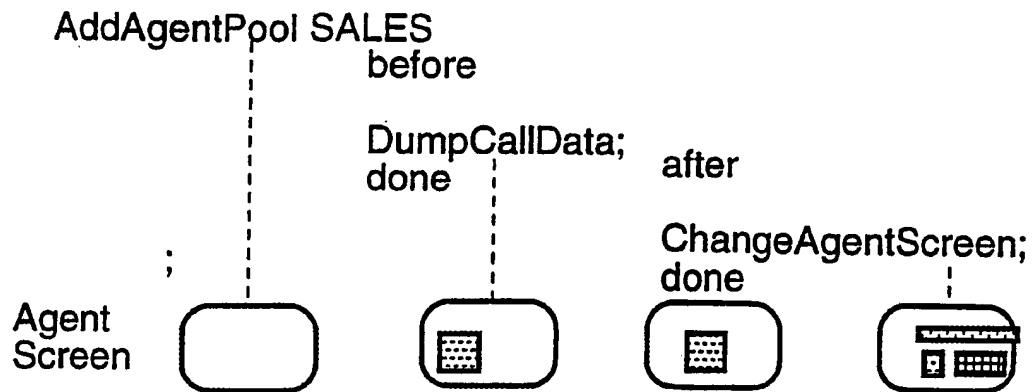 AddAgentPool SALES
before
DumpCallData;
done
after
ChangeAgentScreen;
done
;
Agent
Screen